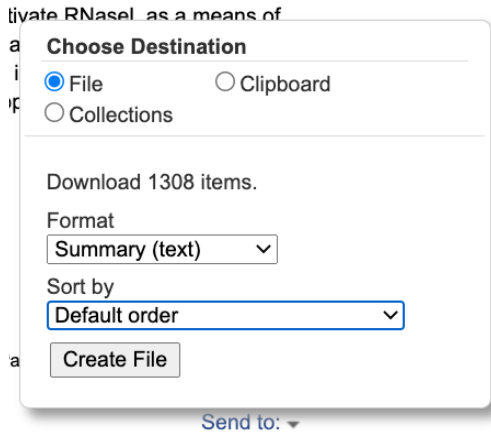 tivate RNaseL as a means of
Choose Destination
File Clipboard
Collections
Download 1308 items.
Format
Summary (text)
Sort by
Default order
Create File
Send to: